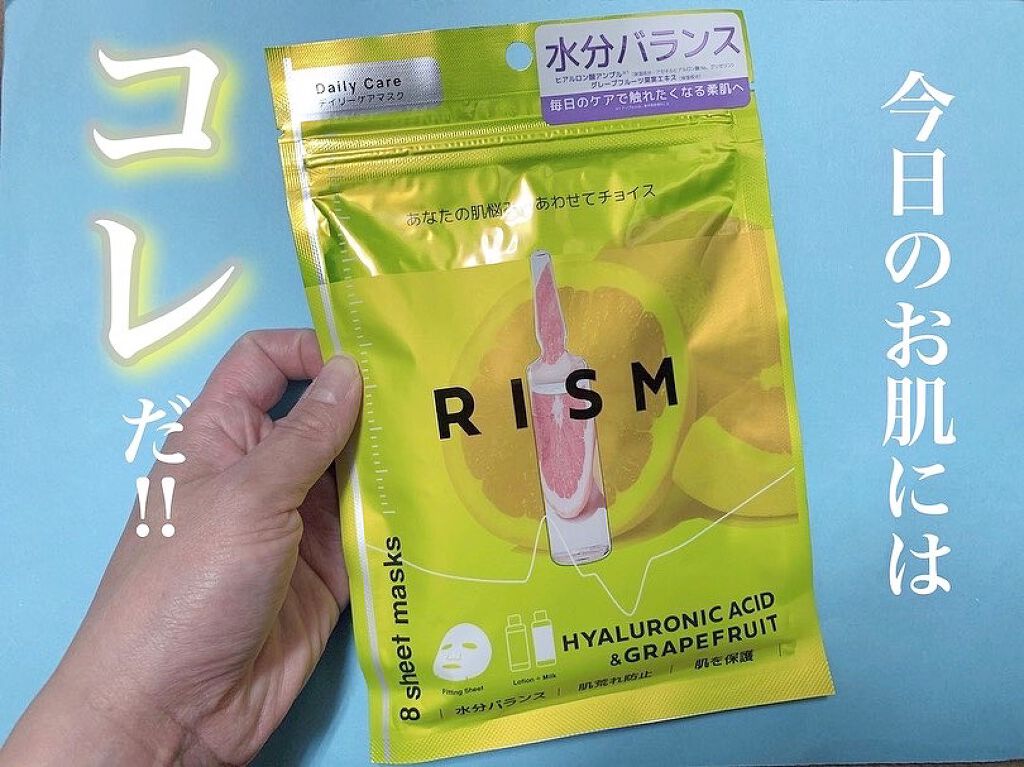 今日のお肌には
コレだ!!
Daily Care
デイリーケアマスク
水分バランス
ヒアルロン酸アンプル
グレープフルーツ果実エキス
毎日のケアで触れたくなる柔肌へ
あなたの肌悩みにあわせてチョイス
RISM
8 sheet masks
HYALURONIC ACID
&GRAPEFRUIT
Fitting Sheet
Lotion + Milk
水分バランス | 肌荒れ防止 | 肌を保護